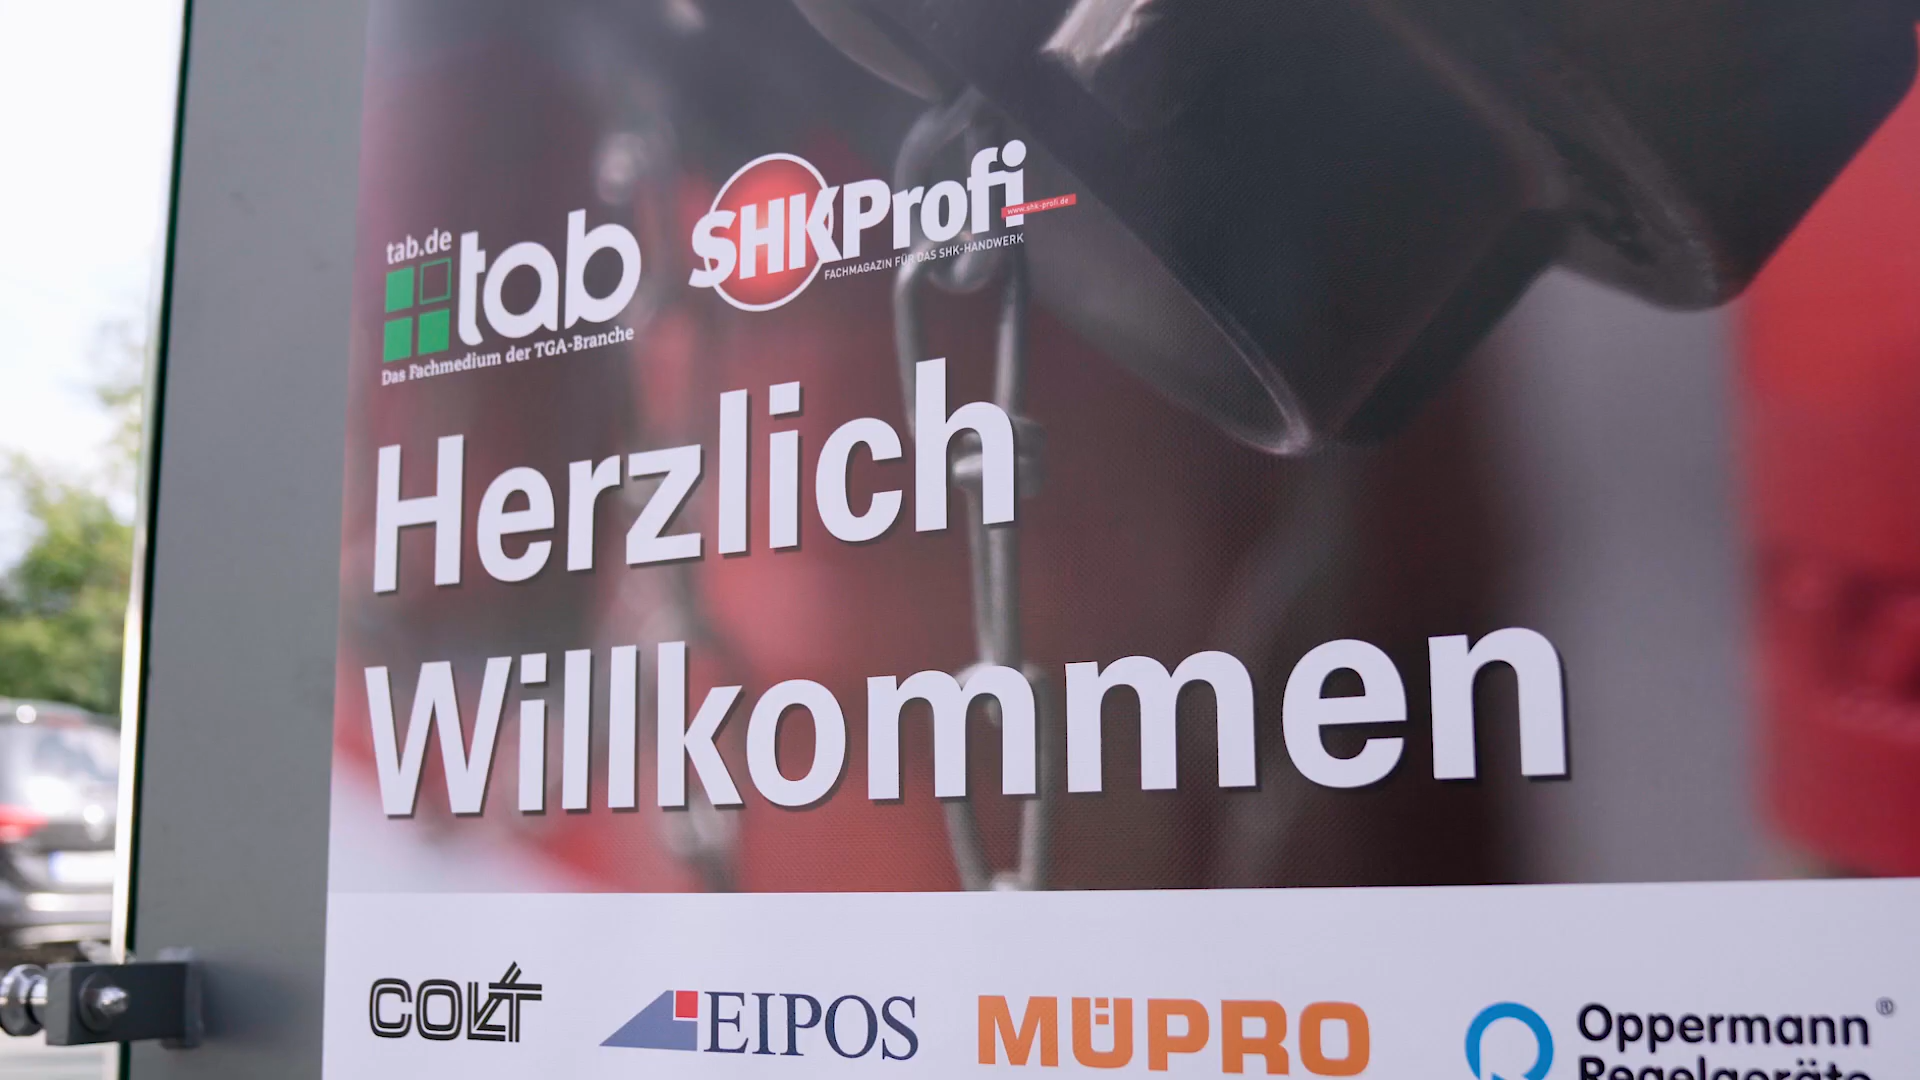 tab.de
tab
Das Fachmedium der TGA-Branche
SHKProfi
www.shk-profi.de
FACHMAGAZIN FÜR DAS SHK-HANDWERK
Herzlich
Willkommen
COLT
EIPOS
MÜPRO
Oppermann ®
Regelgeräte